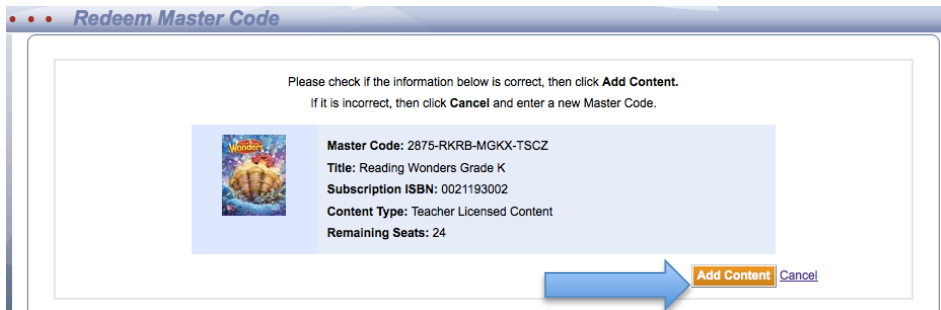 Redeem Master Code
Please check if the information below is correct, then click Add Content.
If it is incorrect, then click Cancel and enter a new Master Code.
Wonders
Master Code: 2875-RKRB-MGKX-TSCZ
Title: Reading Wonders Grade K
Subscription ISBN: 0021193002
Content Type: Teacher Licensed Content
Remaining Seats: 24
Add Content Cancel